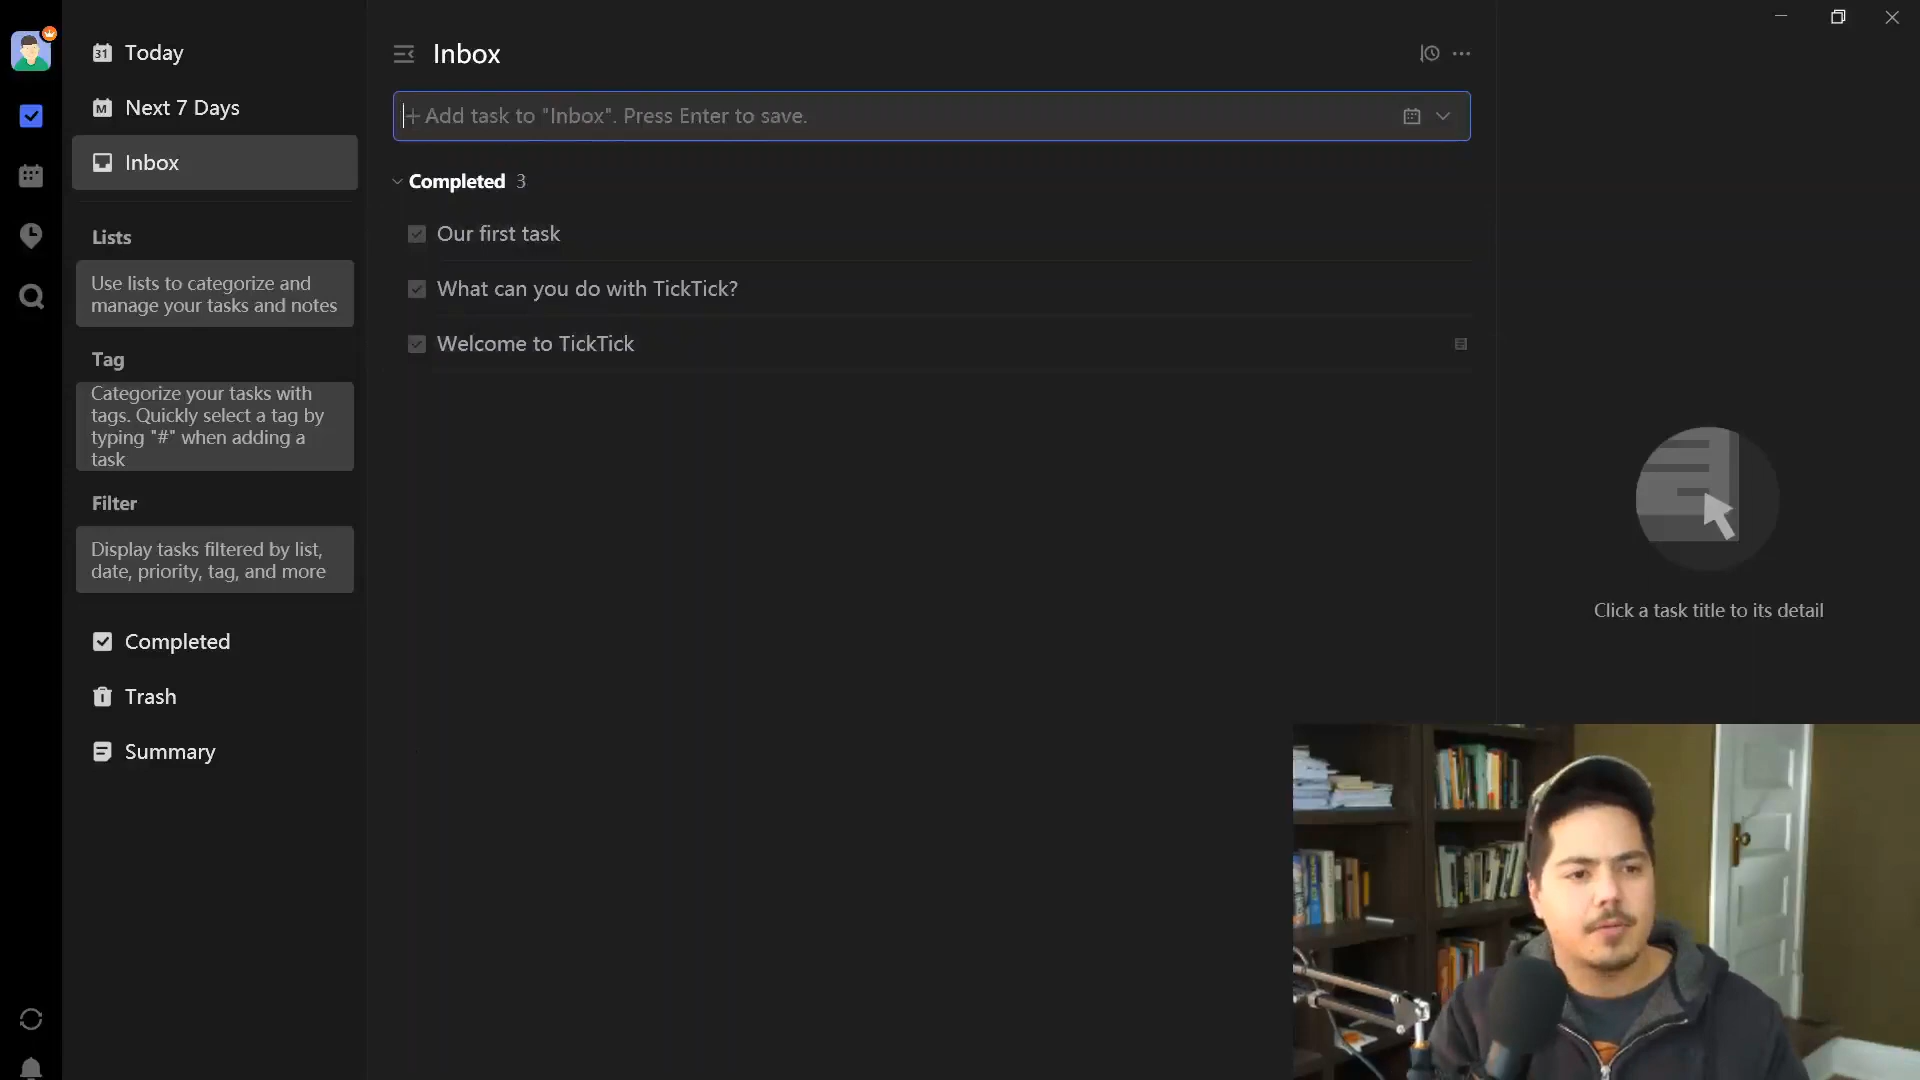 31 Today
M Next 7 Days
Inbox
Lists
Use lists to categorize and
manage your tasks and notes
Tag
Categorize your tasks with
tags. Quickly select a tag by
typing "#" when adding a
task
Filter
Display tasks filtered by list,
date, priority, tag, and more
Completed
Trash
Summary
Inbox
Add task to "Inbox". Press Enter to save.
Completed 3
Our first task
What can you do with TickTick?
Welcome to TickTick
Click a task title to its detail